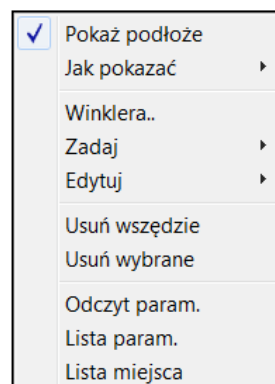 Pokaż podłoże
Jak pokazać
Winklera..
Zadaj
Edytuj
Usuń wszędzie
Usuń wybrane
Odczyt param.
Lista param.
Lista miejsca